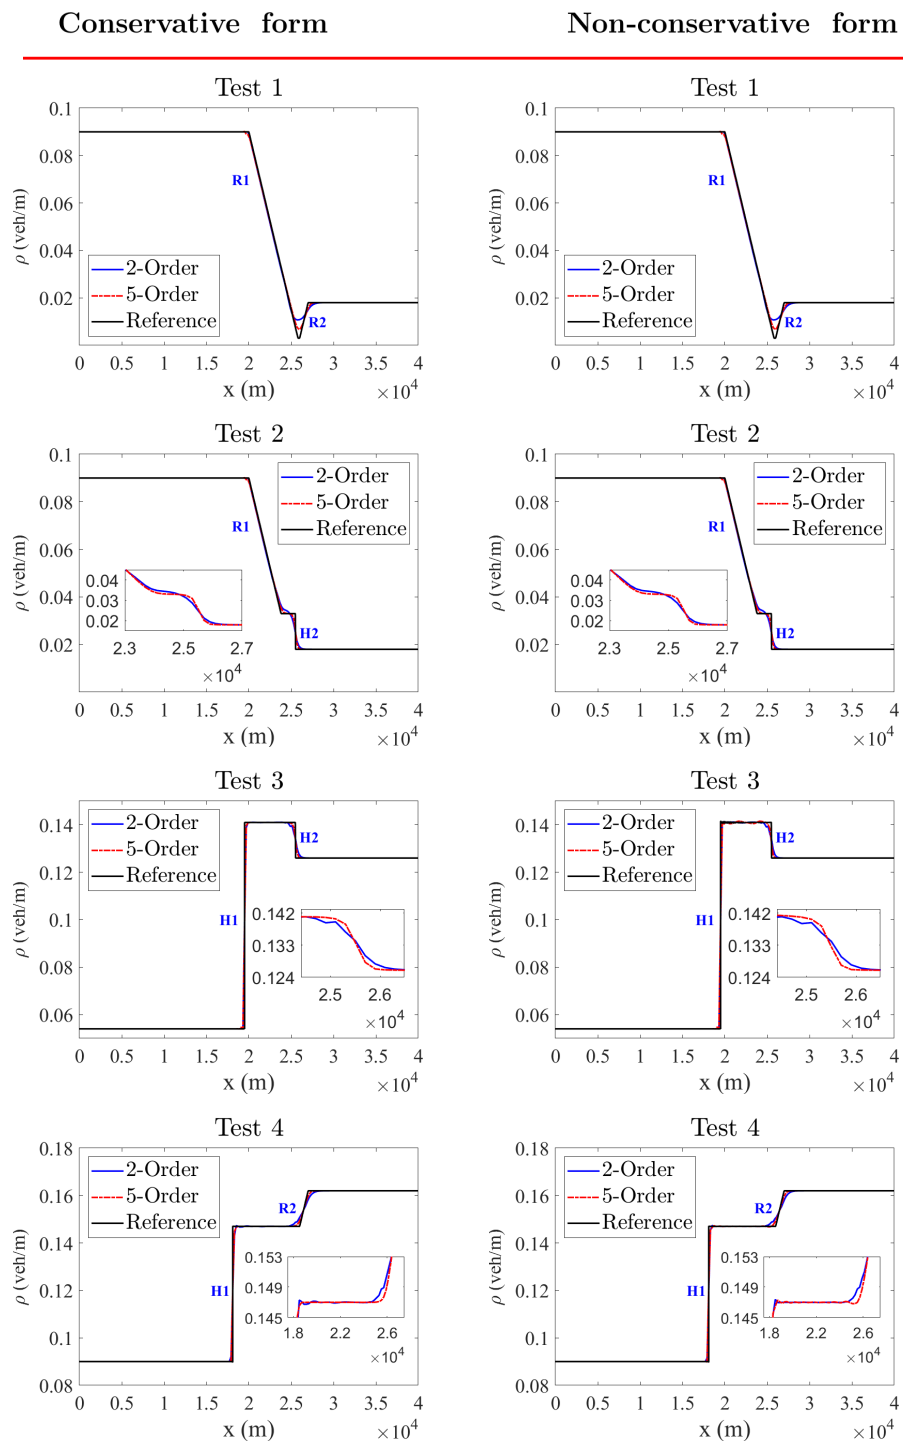 Conservative form
Non-conservative form
Test 1
0.1
0.08
0.06
0.04
0.02
ρ (veh/m)
R1
R2
2-Order
5-Order
Reference
0 0.5 1 1.5 2 2.5 3 3.5 4
x (m)
×10^4
Test 1
0.1
0.08
0.06
0.04
0.02
ρ (veh/m)
R1
R2
2-Order
5-Order
Reference
0 0.5 1 1.5 2 2.5 3 3.5 4
x (m)
×10^4
Test 2
0.1
0.08
0.06
0.04
0.02
ρ (veh/m)
2-Order
5-Order
Reference
R1
H2
0.04
0.03
0.02
2.3 2.5 2.7
×10^4
0 0.5 1 1.5 2 2.5 3 3.5 4
x (m)
×10^4
Test 2
0.1
0.08
0.06
0.04
0.02
ρ (veh/m)
2-Order
5-Order
Reference
R1
H2
0.04
0.03
0.02
2.3 2.5 2.7
×10^4
0 0.5 1 1.5 2 2.5 3 3.5 4
x (m)
×10^4
Test 3
0.14
0.12
0.1
0.08
0.06
ρ (veh/m)
2-Order
5-Order
Reference
H2
H1
0.142
0.133
0.124
2.5 2.6
×10^4
0 0.5 1 1.5 2 2.5 3 3.5 4
x (m)
×10^4
Test 3
0.14
0.12
0.1
0.08
0.06
ρ (veh/m)
2-Order
5-Order
Reference
H2
H1
0.142
0.133
0.124
2.5 2.6
×10^4
0 0.5 1 1.5 2 2.5 3 3.5 4
x (m)
×10^4
Test 4
0.18
0.16
0.14
0.12
0.1
0.08
ρ (veh/m)
2-Order
5-Order
Reference
R2
H1
0.153
0.149
0.145
1.8 2.2 2.6
×10^4
0 0.5 1 1.5 2 2.5 3 3.5 4
x (m)
×10^4
Test 4
0.18
0.16
0.14
0.12
0.1
0.08
ρ (veh/m)
2-Order
5-Order
Reference
R2
H1
0.153
0.149
0.145
1.8 2.2 2.6
×10^4
0 0.5 1 1.5 2 2.5 3 3.5 4
x (m)
×10^4